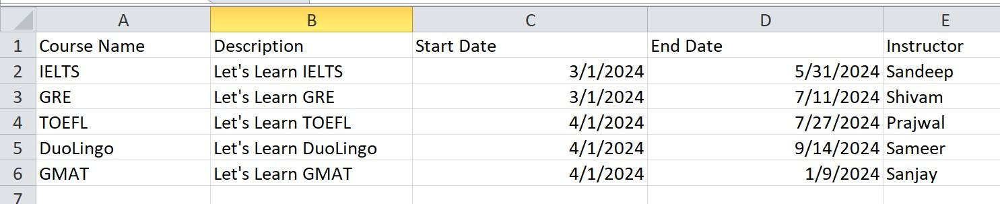 A B C D E
1 Course Name Description Start Date End Date Instructor
2 IELTS Let's Learn IELTS 3/1/2024 5/31/2024 Sandeep
3 GRE Let's Learn GRE 3/1/2024 7/11/2024 Shivam
4 TOEFL Let's Learn TOEFL 4/1/2024 7/27/2024 Prajwal
5 DuoLingo Let's Learn DuoLingo 4/1/2024 9/14/2024 Sameer
6 GMAT Let's Learn GMAT 4/1/2024 1/9/2024 Sanjay
7